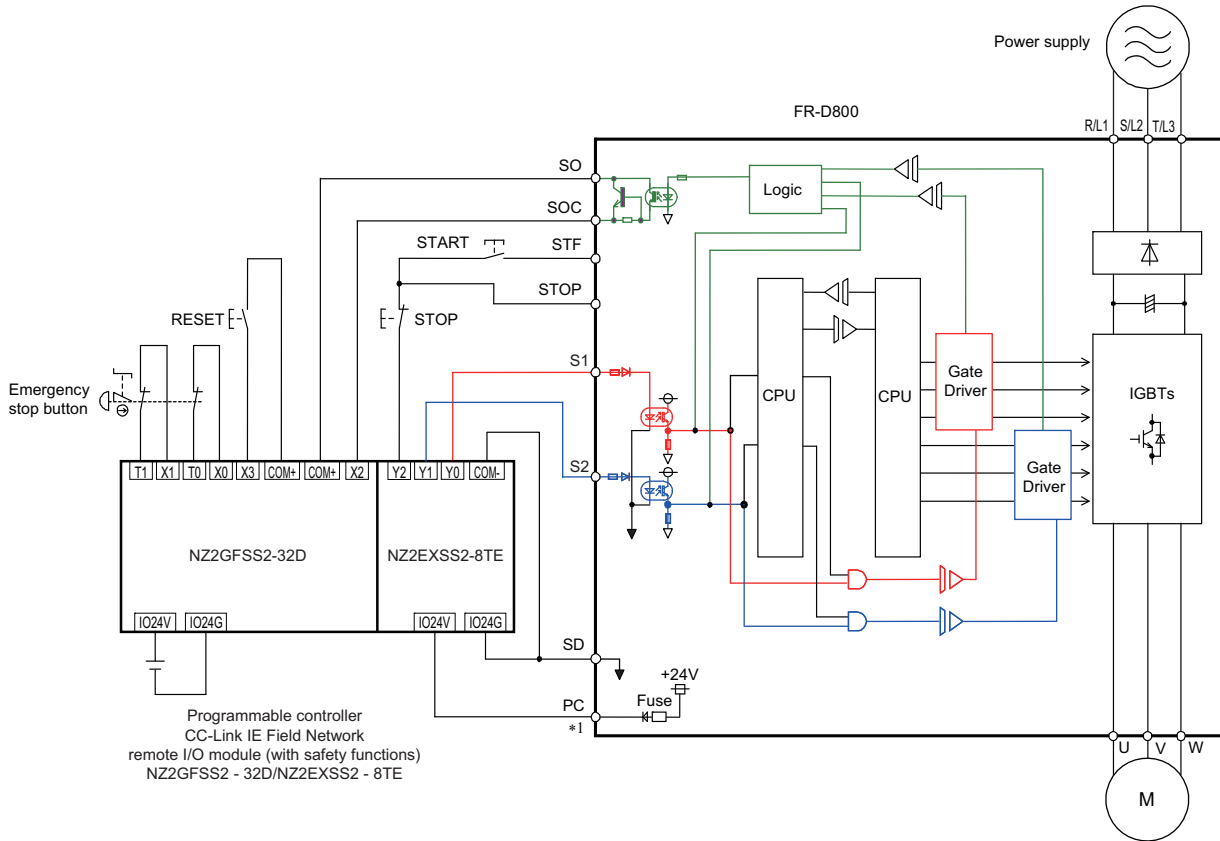 Power supply
FR-D800
R/L1 S/L2 T/L3
SO
SOC
Logic
START
STF
STOP
RESET
STOP
S1
Emergency
stop button
CPU
CPU
Gate
Driver
IGBTs
T1 X1 T0 X0 X3 COM+ COM+ X2 Y2 Y1 Y0 COM-
S2
Gate
Driver
NZ2GFSS2-32D
NZ2EXSS2-8TE
IO24V IO24G IO24V IO24G
SD
+24V
Fuse
PC
*1
Programmable controller
CC-Link IE Field Network
remote I/O module (with safety functions)
NZ2GFSS2 - 32D/NZ2EXSS2 - 8TE
U V W
M